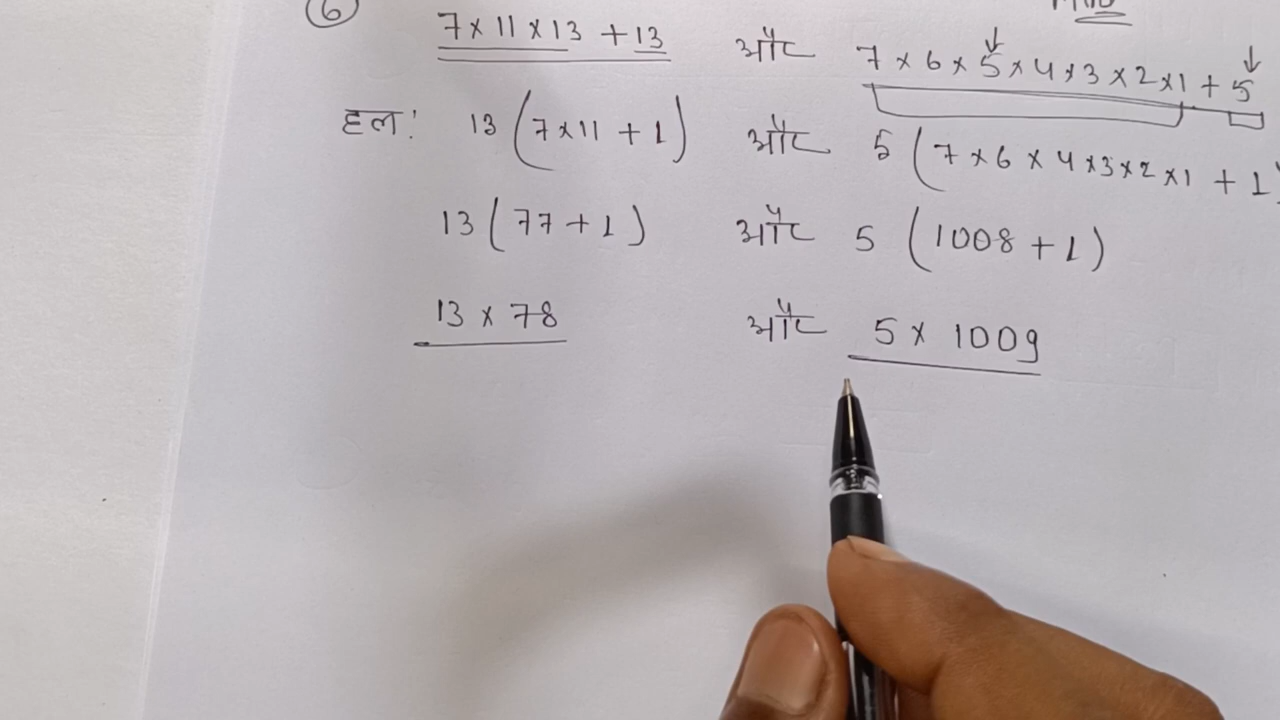 6 7 × 11 × 13 + 13 और 7 × 6 × 5 × 4 × 3 × 2 × 1 + 5
हल: 13 (7 × 11 + 1) और 5 (7 × 6 × 4 × 3 × 2 × 1 + 1)
13 (77 + 1) और 5 (1008 + 1)
13 × 78 और 5 × 1009